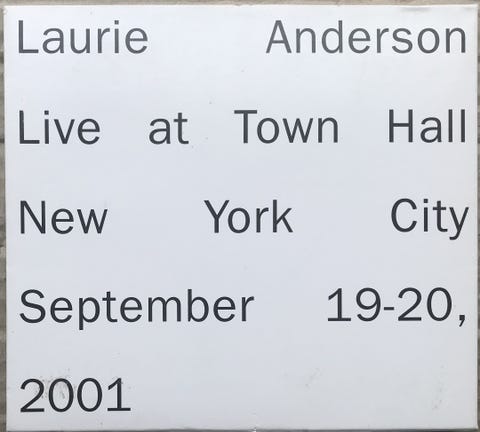 Laurie Anderson
Live at Town Hall
New York City
September 19-20,
2001